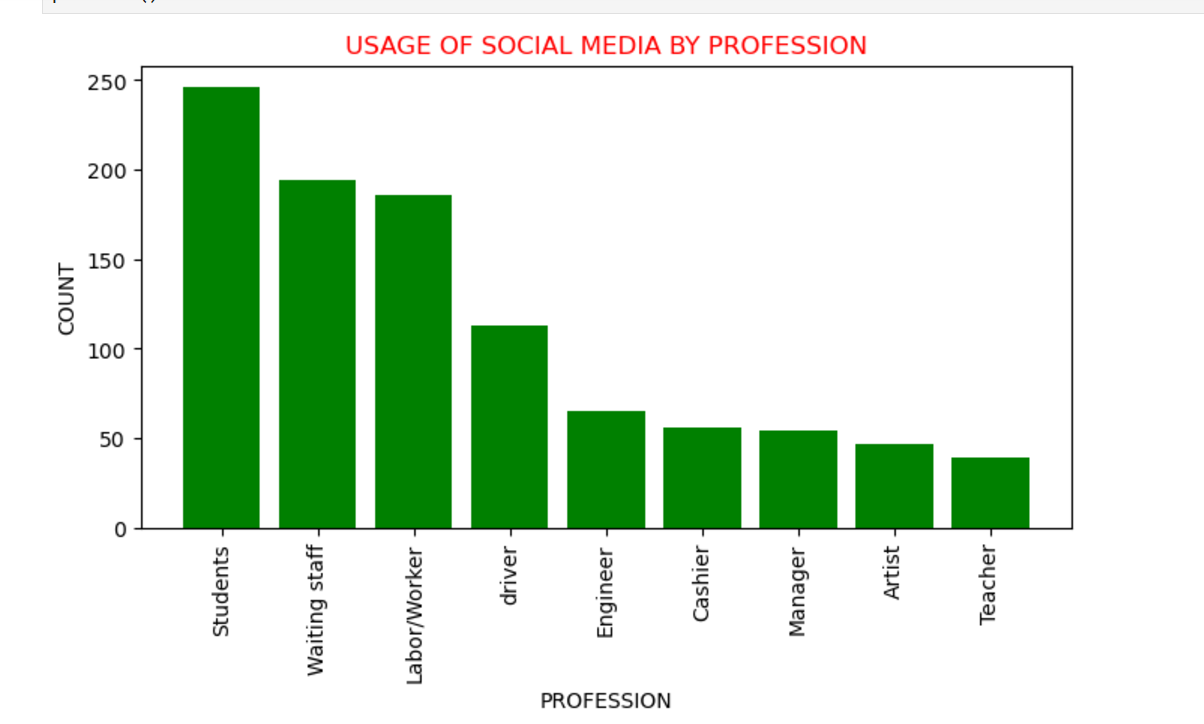 USAGE OF SOCIAL MEDIA BY PROFESSION
250
200
150
100
50
0
COUNT
Students
Waiting staff
Labor/Worker
driver
Engineer
Cashier
Manager
Artist
Teacher
PROFESSION